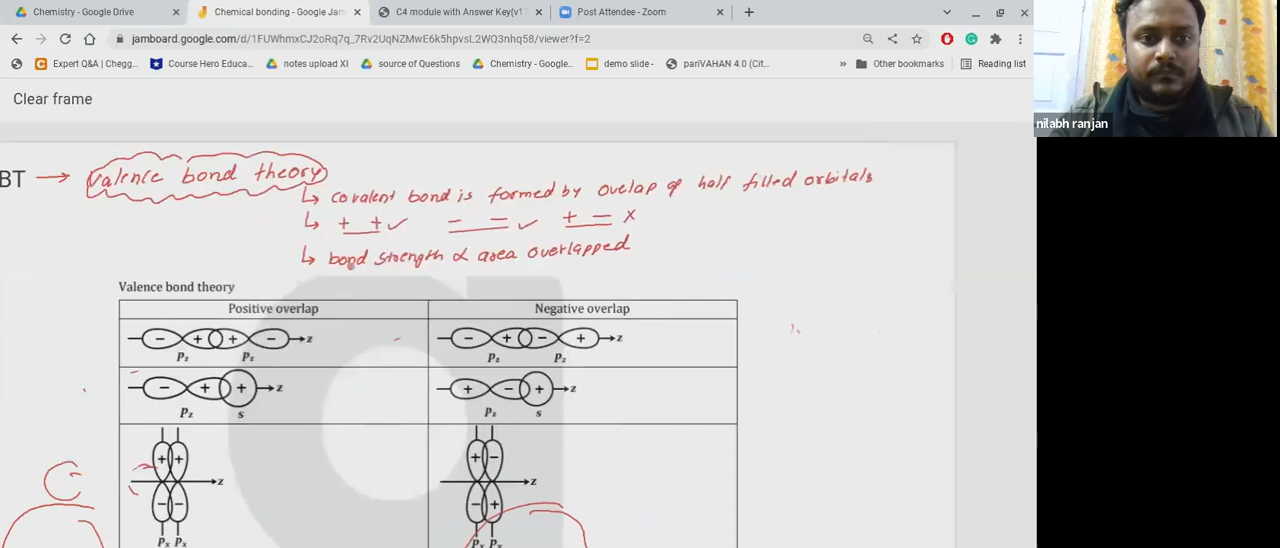 Chemistry - Google Drive
Chemical bonding - Google Jam
C4 module with Answer Key(v1
Post Attendee - Zoom
jamboard.google.com/d/1FUWhmxCJ2oRq7q_7Rv2UqNZMwE6k5hpvsL2WQ3nhq58/viewer?f=2
Expert Q&A | Chegg...
Course Hero Educa...
notes upload XI
source of Questions
Chemistry - Google...
demo slide -
pariVAHAN 4.0 (Cit...
»
Other bookmarks
Reading list
Clear frame
nilabh ranjan
BT → Valence bond theory
↳ covalent bond is formed by ovelap of half filled orbitals
↳ + + ✓ - = ✓ + = x
↳ bond strength ∝ area overlapped
Valence bond theory
Positive overlap Negative overlap
- + + - z - + - + z
pz pz pz pz
- + + z + - + z
pz s pz s
+ + + -
z z
- - - +
px px px px